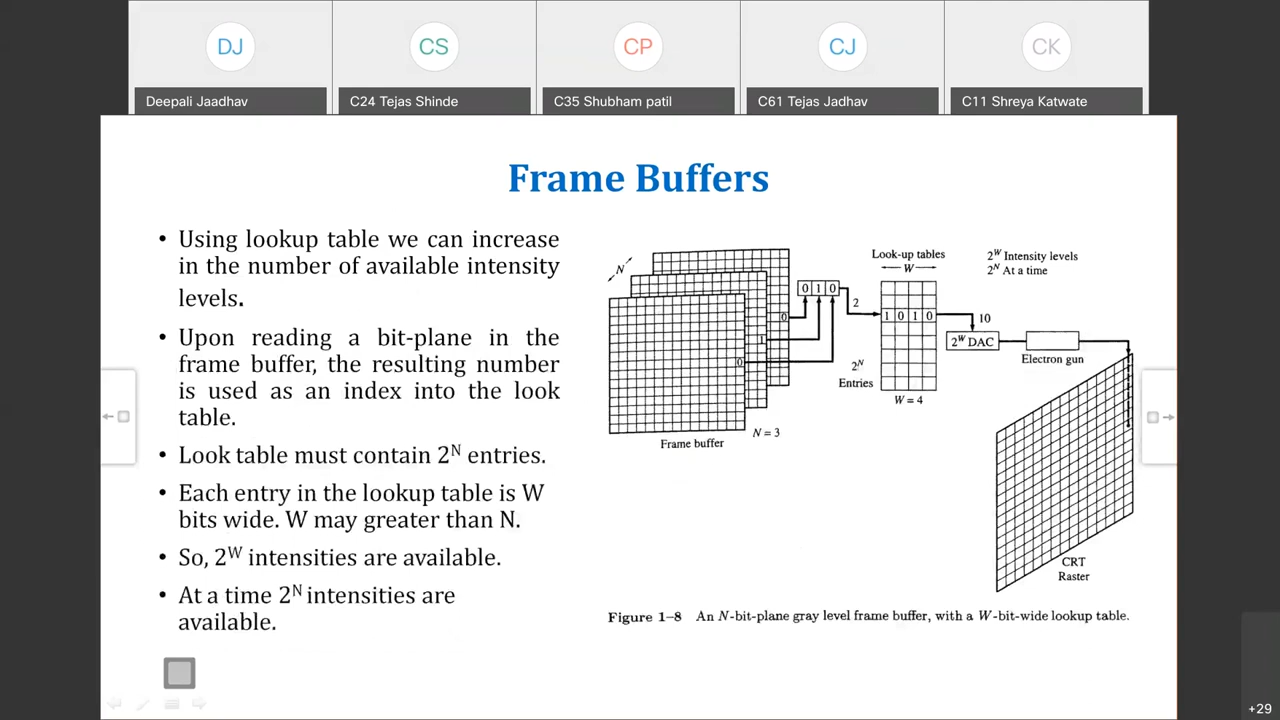 DJ
CS
CP
CJ
CK
Deepali Jaadhav
C24 Tejas Shinde
C35 Shubham patil
C61 Tejas Jadhav
C11 Shreya Katwate
Frame Buffers
• Using lookup table we can increase
in the number of available intensity
levels.
• Upon reading a bit-plane in the
frame buffer, the resulting number
is used as an index into the look
table.
• Look table must contain 2ᴺ entries.
• Each entry in the lookup table is W
bits wide. W may greater than N.
• So, 2ᵂ intensities are available.
• At a time 2ᴺ intensities are
available.
N
0
1
0
Frame buffer
N = 3
0 1 0
2
Look-up tables
W
1 0 1 0
2ᴺ
Entries
W = 4
2ᵂ Intensity levels
2ᴺ At a time
10
2ᵂ DAC
Electron gun
CRT
Raster
Figure 1–8 An N-bit-plane gray level frame buffer, with a W-bit-wide lookup table.
+29